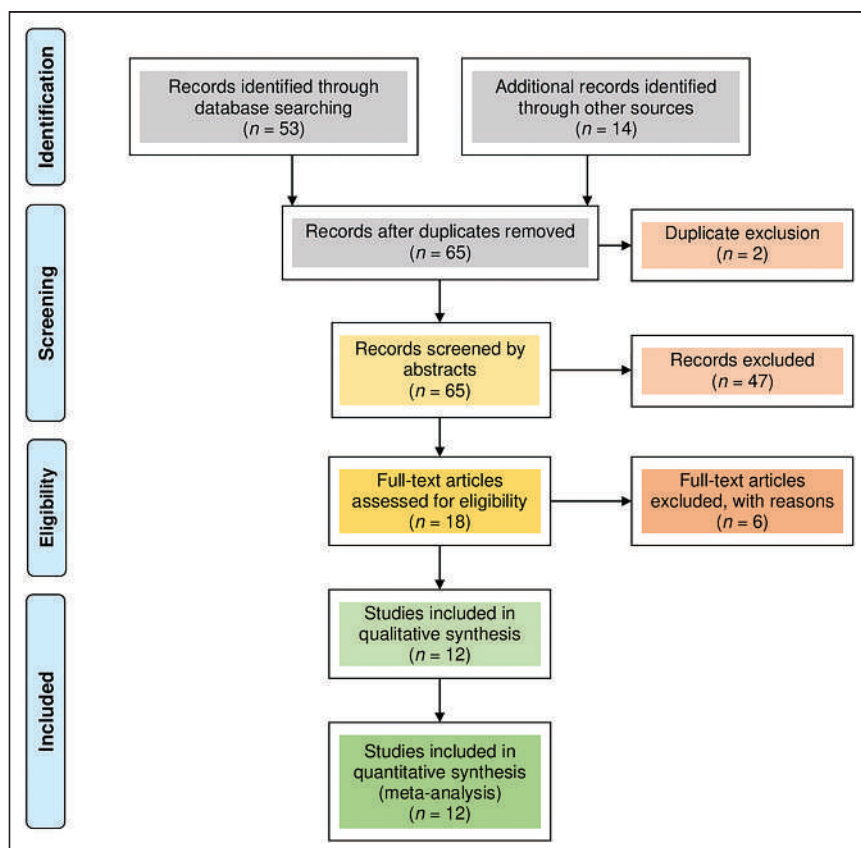 Identification
Records identified through
database searching
(n = 53)
Additional records identified
through other sources
(n = 14)
Screening
Records after duplicates removed
(n = 65)
Duplicate exclusion
(n = 2)
Records screened by
abstracts
(n = 65)
Records excluded
(n = 47)
Eligibility
Full-text articles
assessed for eligibility
(n = 18)
Full-text articles
excluded, with reasons
(n = 6)
Included
Studies included in
qualitative synthesis
(n = 12)
Studies included in
quantitative synthesis
(meta-analysis)
(n = 12)